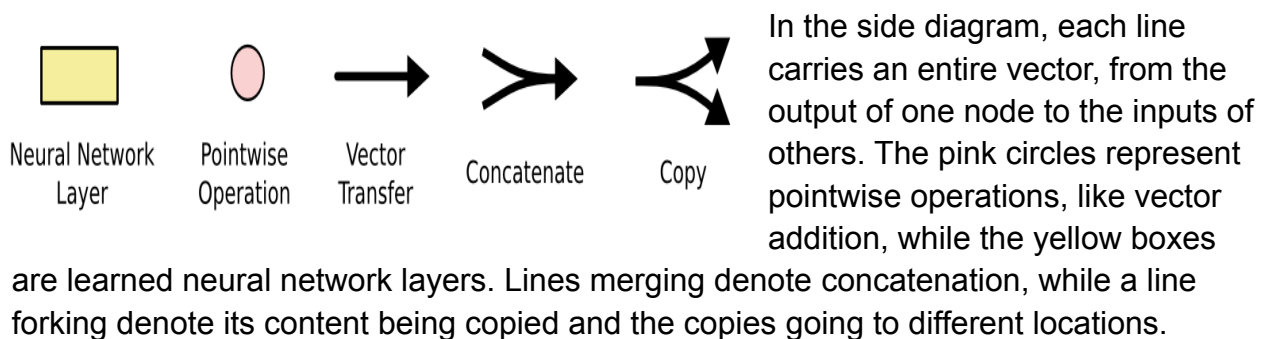 In the side diagram, each line
carries an entire vector, from the
output of one node to the inputs of
others. The pink circles represent
pointwise operations, like vector
addition, while the yellow boxes
are learned neural network layers. Lines merging denote concatenation, while a line
forking denote its content being copied and the copies going to different locations.
Neural Network
Layer
Pointwise
Operation
Vector
Transfer
Concatenate
Copy